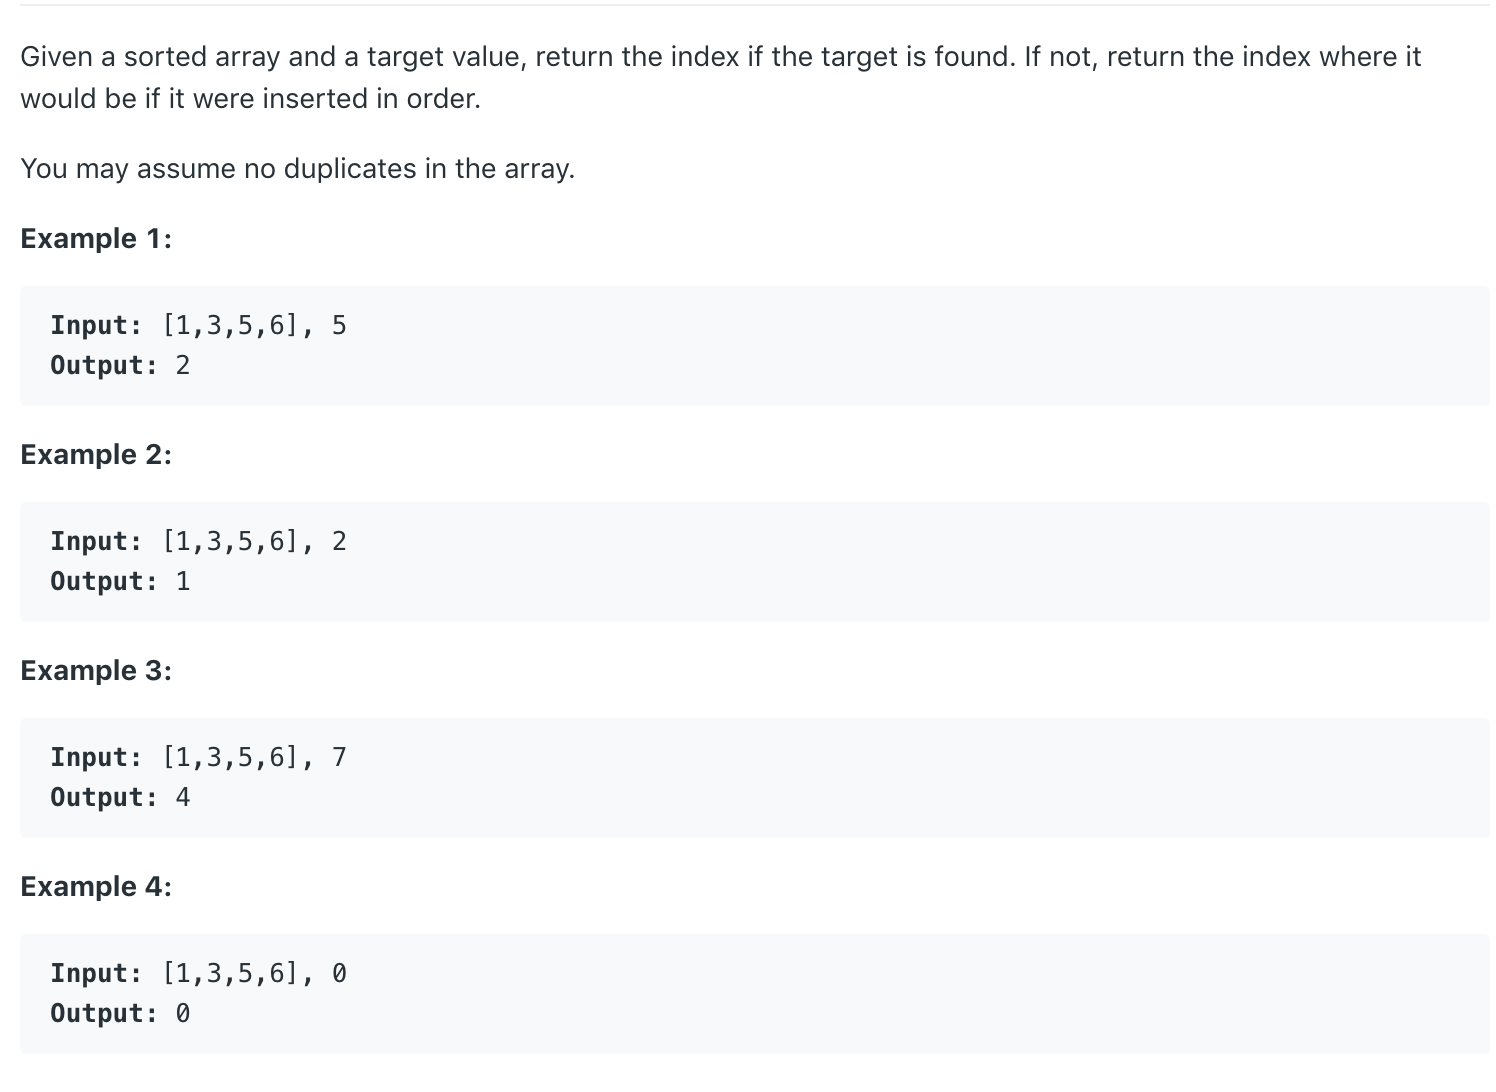 Given a sorted array and a target value, return the index if the target is found. If not, return the index where it
would be if it were inserted in order.
You may assume no duplicates in the array.
Example 1:
Input: [1,3,5,6], 5
Output: 2
Example 2:
Input: [1,3,5,6], 2
Output: 1
Example 3:
Input: [1,3,5,6], 7
Output: 4
Example 4:
Input: [1,3,5,6], 0
Output: 0